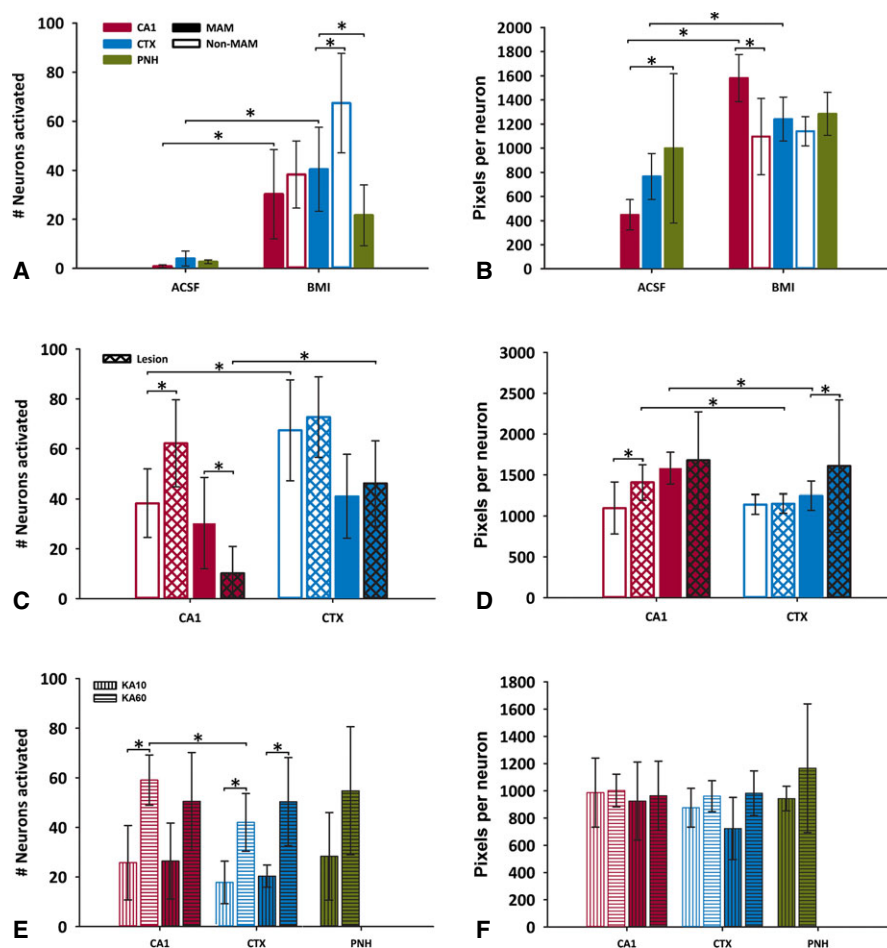 100
80
60
40
20
0
# Neurons activated
CA1
CTX
PNH
MAM
Non-MAM
*
*
*
*
ACSF
BMI
A
2000
1800
1600
1400
1200
1000
800
600
400
200
0
Pixels per neuron
*
*
*
*
ACSF
BMI
B
100
80
60
40
20
0
# Neurons activated
Lesion
*
*
*
*
CA1
CTX
C
3000
2500
2000
1500
1000
500
0
Pixels per neuron
*
*
*
*
CA1
CTX
D
100
80
60
40
20
0
# Neurons activated
KA10
KA60
*
*
*
*
CA1
CTX
PNH
E
1800
1600
1400
1200
1000
800
600
400
200
0
Pixels per neuron
CA1
CTX
PNH
F